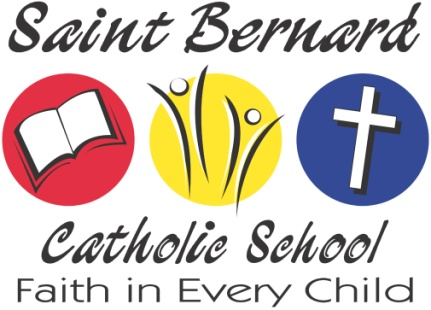 Saint Bernard
Catholic School
Faith in Every Child